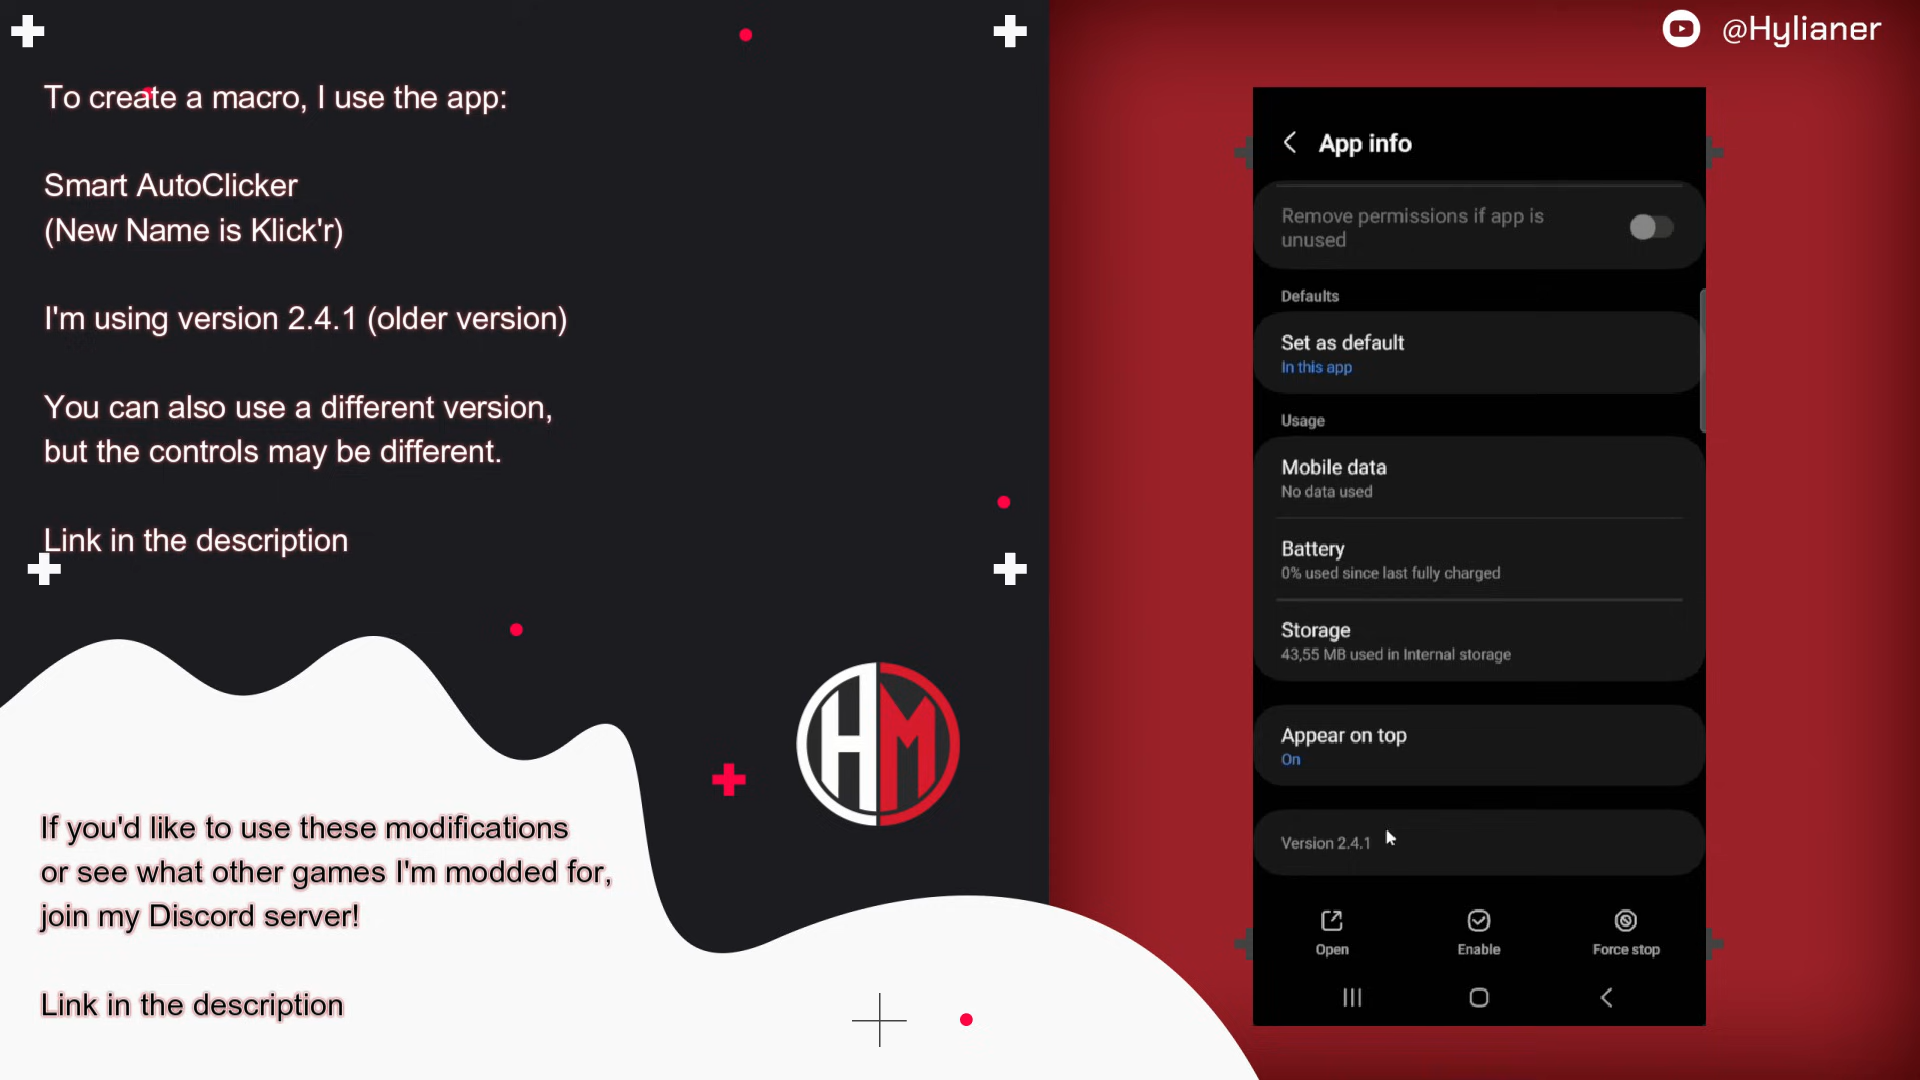 @Hylianer
To create a macro, I use the app:
Smart AutoClicker
(New Name is Klick'r)
I'm using version 2.4.1 (older version)
You can also use a different version,
but the controls may be different.
Link in the description
HM
If you'd like to use these modifications
or see what other games I'm modded for,
join my Discord server!
Link in the description
App info
Remove permissions if app is
unused
Defaults
Set as default
In this app
Usage
Mobile data
No data used
Battery
0% used since last fully charged
Storage
43,55 MB used in Internal storage
Appear on top
On
Version 2.4.1
Open
Enable
Force stop